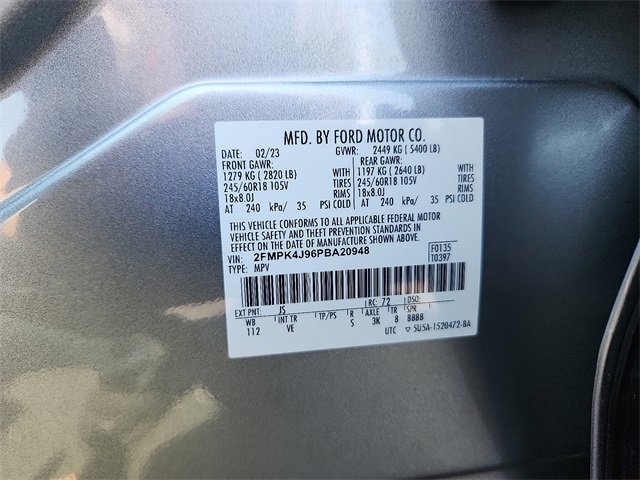 MFD. BY FORD MOTOR CO.
DATE: 02/23 GVWR: 2449 KG ( 5400 LB)
FRONT GAWR: REAR GAWR:
1279 KG ( 2820 LB) WITH 1197 KG ( 2640 LB) WITH
245/60R18 105V TIRES 245/60R18 105V TIRES
18x8.0J RIMS 18x8.0J RIMS
AT 240 kPa/ 35 PSI COLD AT 240 kPa/ 35 PSI COLD
THIS VEHICLE CONFORMS TO ALL APPLICABLE FEDERAL MOTOR
VEHICLE SAFETY AND THEFT PREVENTION STANDARDS IN
EFFECT ON THE DATE OF MANUFACTURE SHOWN ABOVE.
VIN: 2FMPK4J96PBA20948 F0135
TYPE: MPV T0397
EXT PNT: JS RC: 72 DSO:
WB INT TR TP/PS R AXLE TR SPR
112 VE S 3K 8 BBBB
UTC ▽ 5U5A-1520472-BA